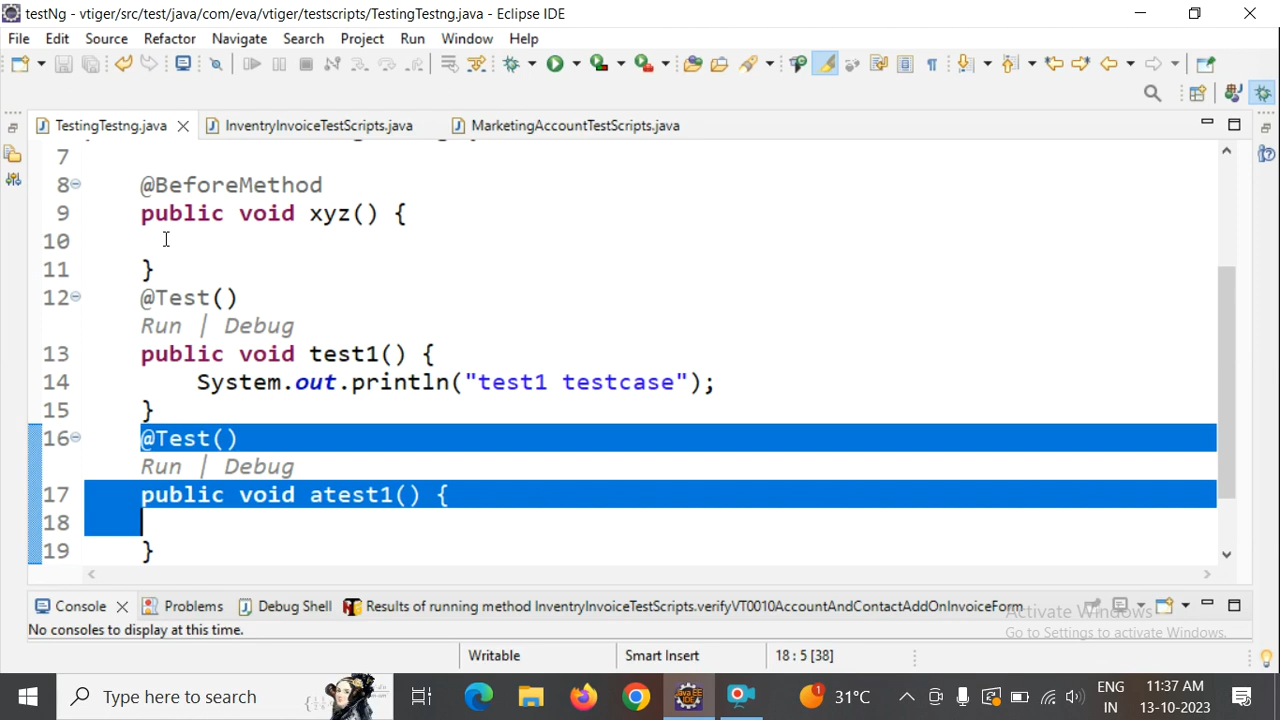 testNg - vtiger/src/test/java/com/eva/vtiger/testscripts/TestingTestng.java - Eclipse IDE
File Edit Source Refactor Navigate Search Project Run Window Help
TestingTestng.java InventryInvoiceTestScripts.java MarketingAccountTestScripts.java
7
8 @BeforeMethod
9 public void xyz() {
10
11 }
12 @Test()
Run | Debug
13 public void test1() {
14 System.out.println("test1 testcase");
15 }
16 @Test()
Run | Debug
17 public void atest1() {
18
19 }
Console Problems Debug Shell Results of running method InventryInvoiceTestScripts.verifyVT0010AccountAndContactAddOnInvoiceForm
Activate Windows
No consoles to display at this time.
Go to Settings to activate Windows.
Writable Smart Insert 18 : 5 [38]
Type here to search 1 31°C ENG 11:37 AM
IN 13-10-2023